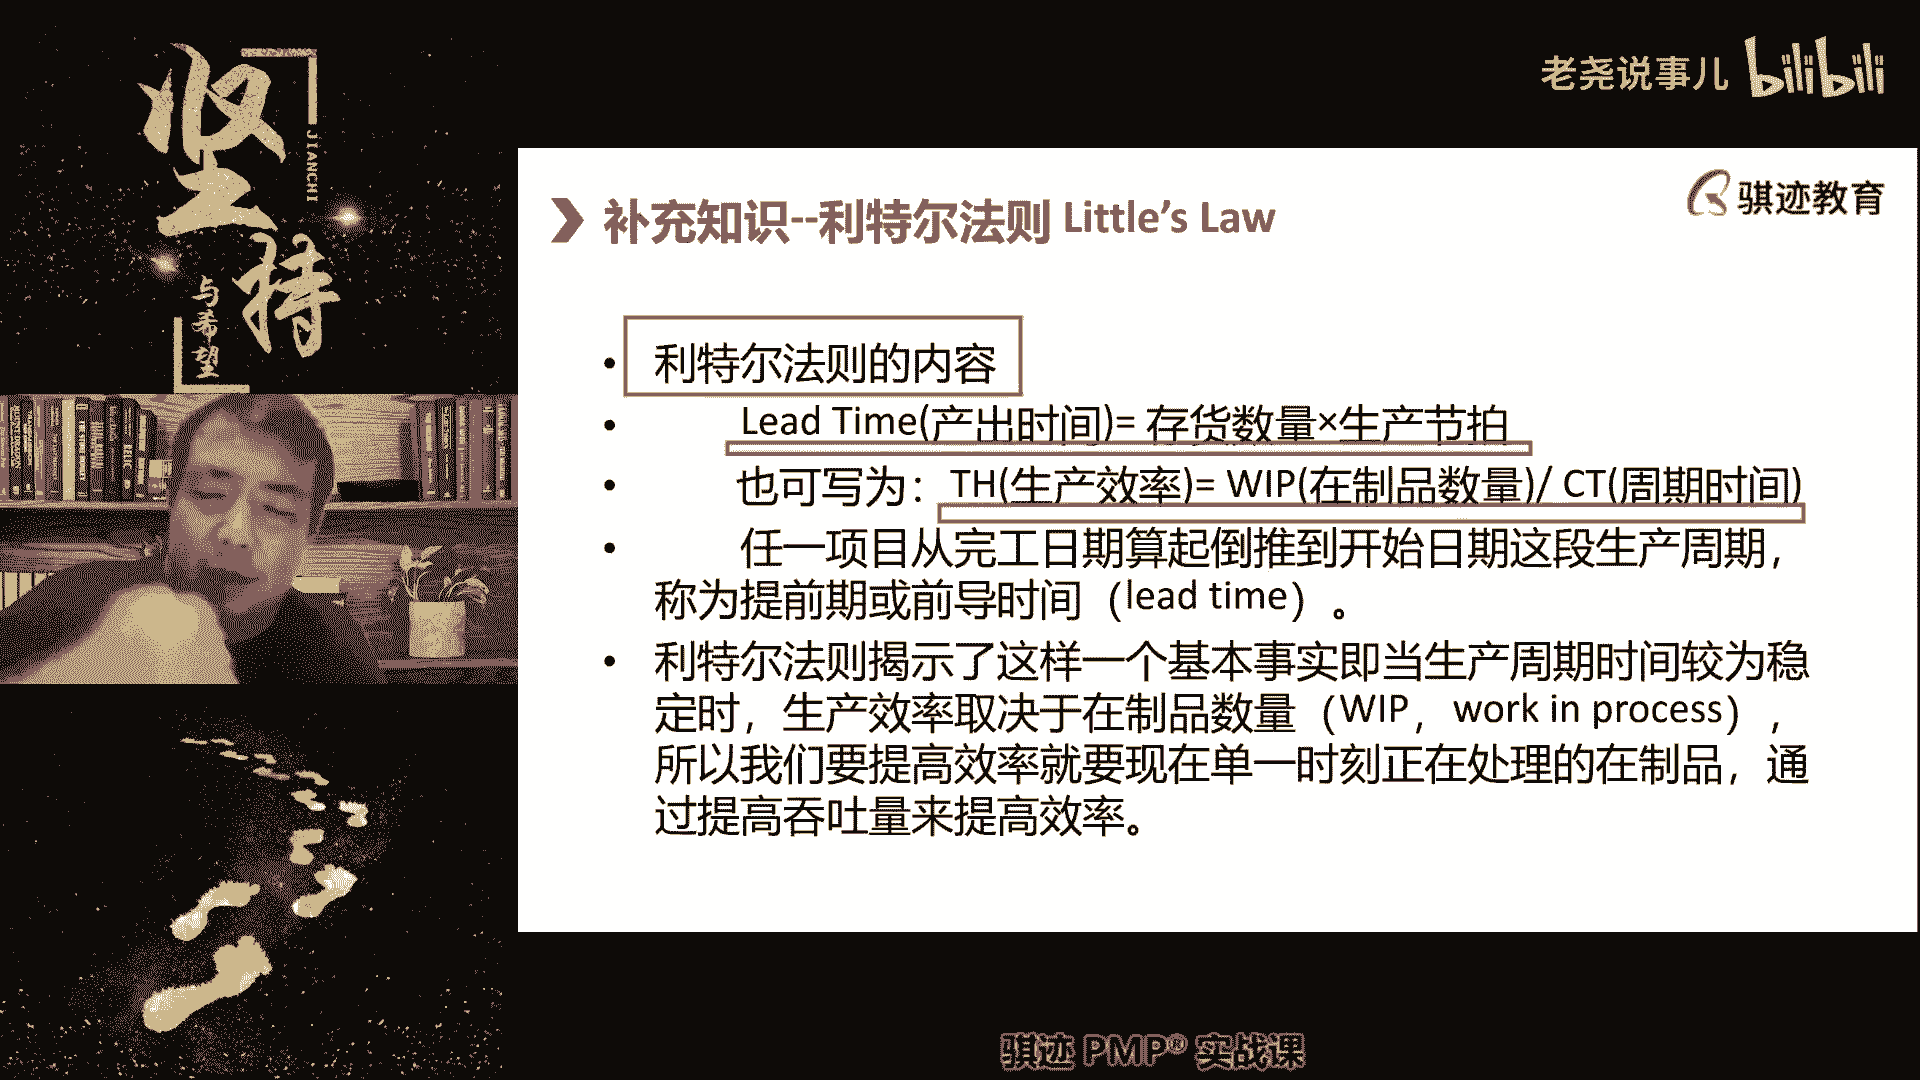 坚持
JIANCHI
与希望
老尧说事儿 bilibili
骐迹教育
补充知识--利特尔法则 Little's Law
• 利特尔法则的内容
• Lead Time(产出时间)= 存货数量×生产节拍
• 也可写为：TH(生产效率)= WIP(在制品数量)/ CT(周期时间)
• 任一项目从完工日期算起倒推到开始日期这段生产周期，
称为提前期或前导时间（lead time）。
• 利特尔法则揭示了这样一个基本事实即当生产周期时间较为稳
定时，生产效率取决于在制品数量（WIP，work in process），
所以我们要提高效率就要现在单一时刻正在处理的在制品，通
过提高吞吐量来提高效率。
骐迹 PMP® 实战课